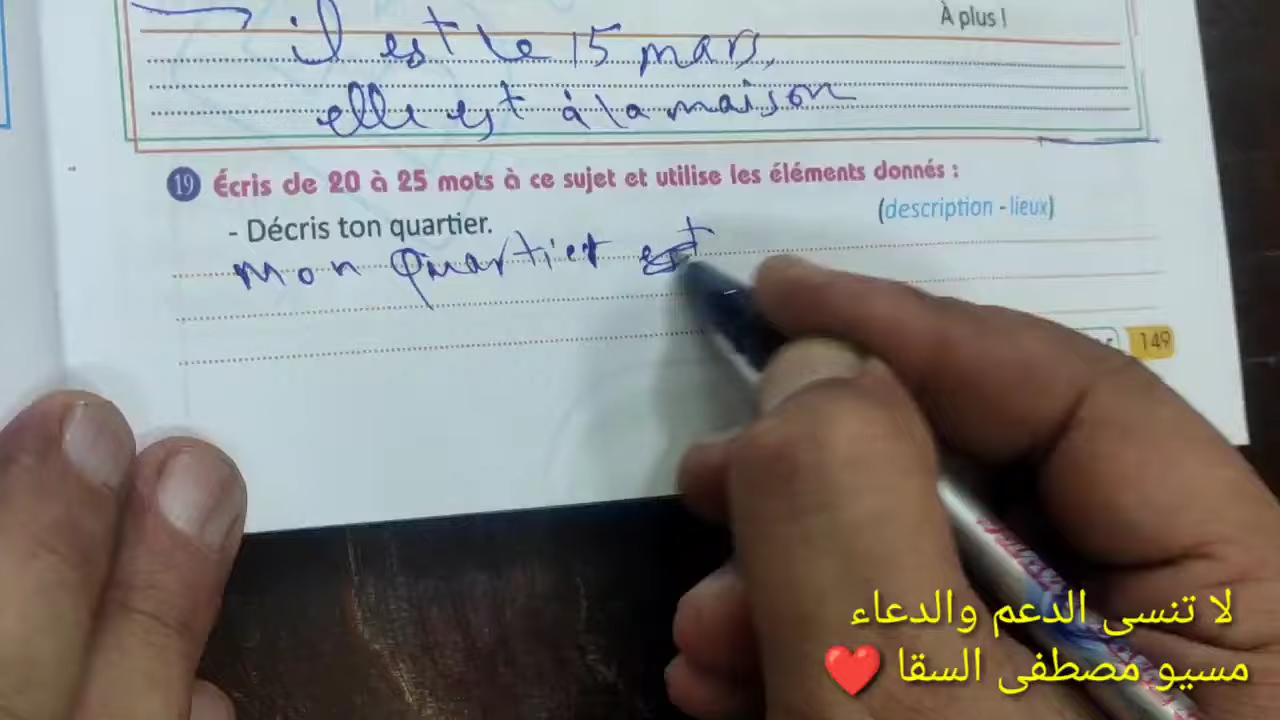 À plus !
il est le 15 mars,
elle est à la maison
19 Écris de 20 à 25 mots à ce sujet et utilise les éléments donnés :
- Décris ton quartier. (description - lieux)
mon quartier est
149
لا تنسى الدعم والدعاء
مسيو مصطفى السقا ❤️